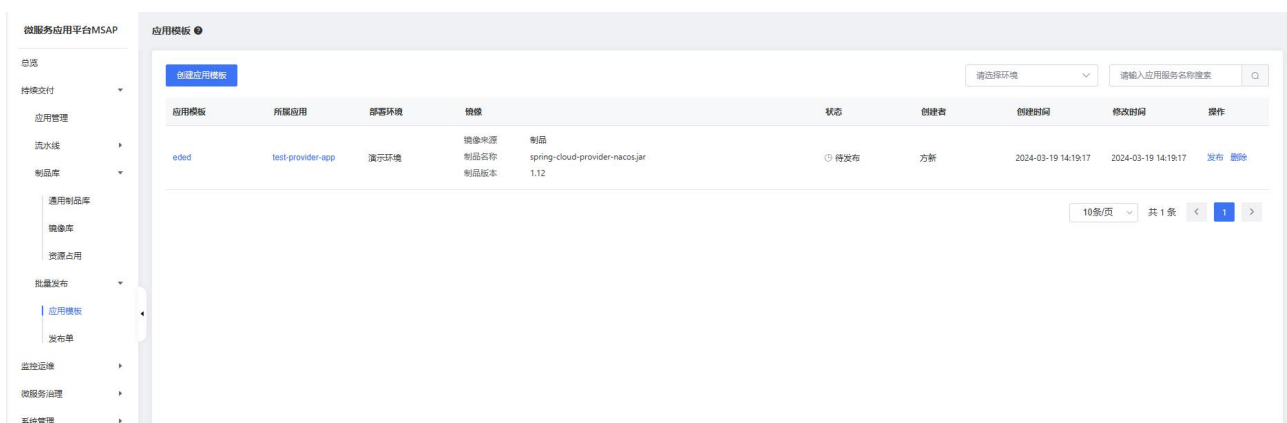 微服务应用平台MSAP
应用模板
总览
持续交付
应用管理
流水线
制品库
通用制品库
镜像库
资源占用
批量发布
应用模板
发布单
监控运维
微服务治理
系统管理
创建应用模板
请选择环境
请输入应用服务名称搜索
应用模板 所属应用 部署环境 镜像 状态 创建者 创建时间 修改时间 操作
镜像来源 制品
eded test-provider-app 演示环境 制品名称 spring-cloud-provider-nacos.jar 待发布 方新 2024-03-19 14:19:17 2024-03-19 14:19:17 发布 删除
制品版本 1.12
10条/页 共 1 条 1